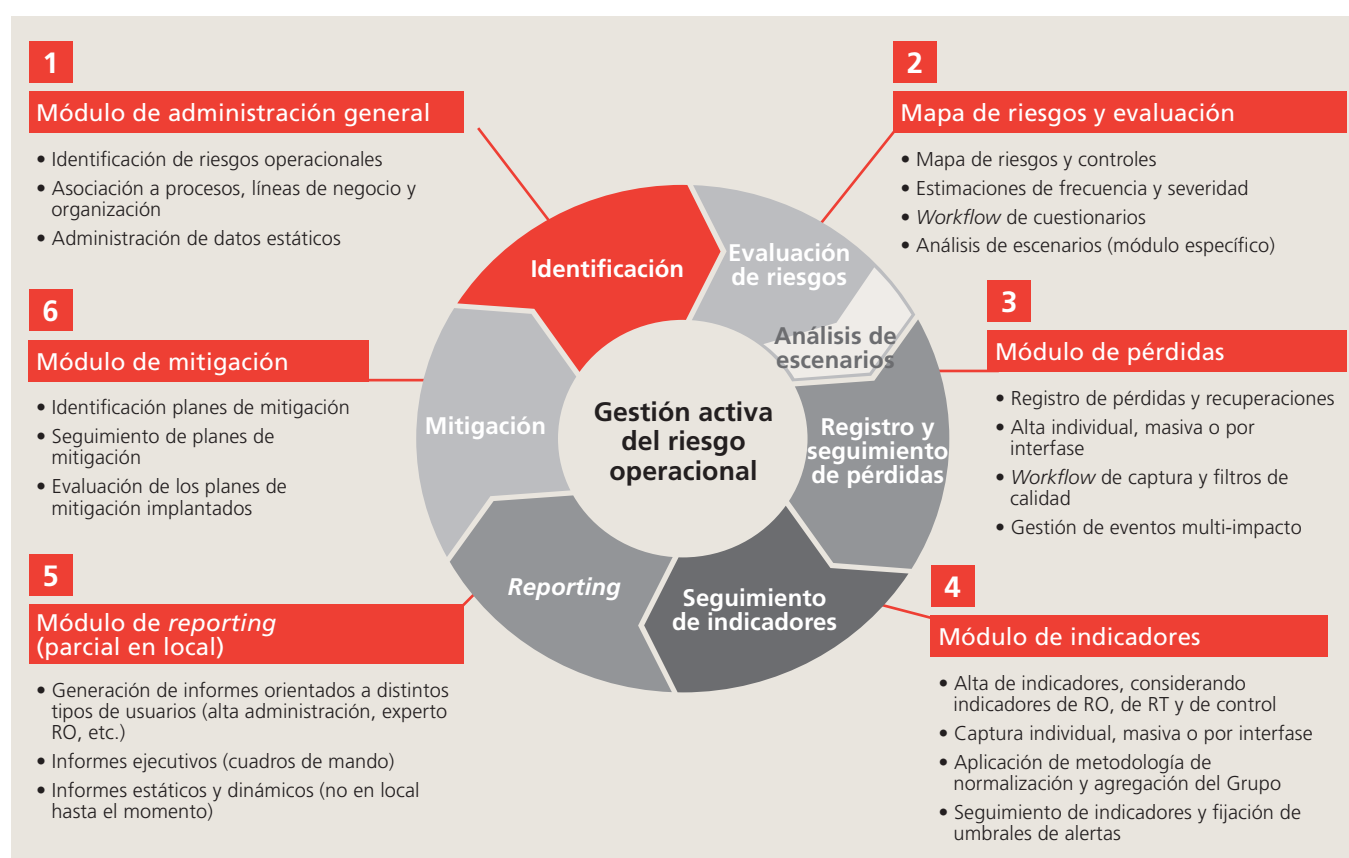 1
Módulo de administración general
• Identificación de riesgos operacionales
• Asociación a procesos, líneas de negocio y
organización
• Administración de datos estáticos
2
Mapa de riesgos y evaluación
• Mapa de riesgos y controles
• Estimaciones de frecuencia y severidad
• Workflow de cuestionarios
• Análisis de escenarios (módulo específico)
3
Módulo de pérdidas
• Registro de pérdidas y recuperaciones
• Alta individual, masiva o por
interfase
• Workflow de captura y filtros de
calidad
• Gestión de eventos multi-impacto
4
Módulo de indicadores
• Alta de indicadores, considerando
indicadores de RO, de RT y de control
• Captura individual, masiva o por interfase
• Aplicación de metodología de
normalización y agregación del Grupo
• Seguimiento de indicadores y fijación de
umbrales de alertas
5
Módulo de reporting
(parcial en local)
• Generación de informes orientados a distintos
tipos de usuarios (alta administración, experto
RO, etc.)
• Informes ejecutivos (cuadros de mando)
• Informes estáticos y dinámicos (no en local
hasta el momento)
6
Módulo de mitigación
• Identificación planes de mitigación
• Seguimiento de planes de
mitigación
• Evaluación de los planes de
mitigación implantados
Identificación
Evaluación
de riesgos
Análisis de
escenarios
Registro y
seguimiento
de pérdidas
Seguimiento
de indicadores
Reporting
Mitigación
Gestión activa
del riesgo
operacional